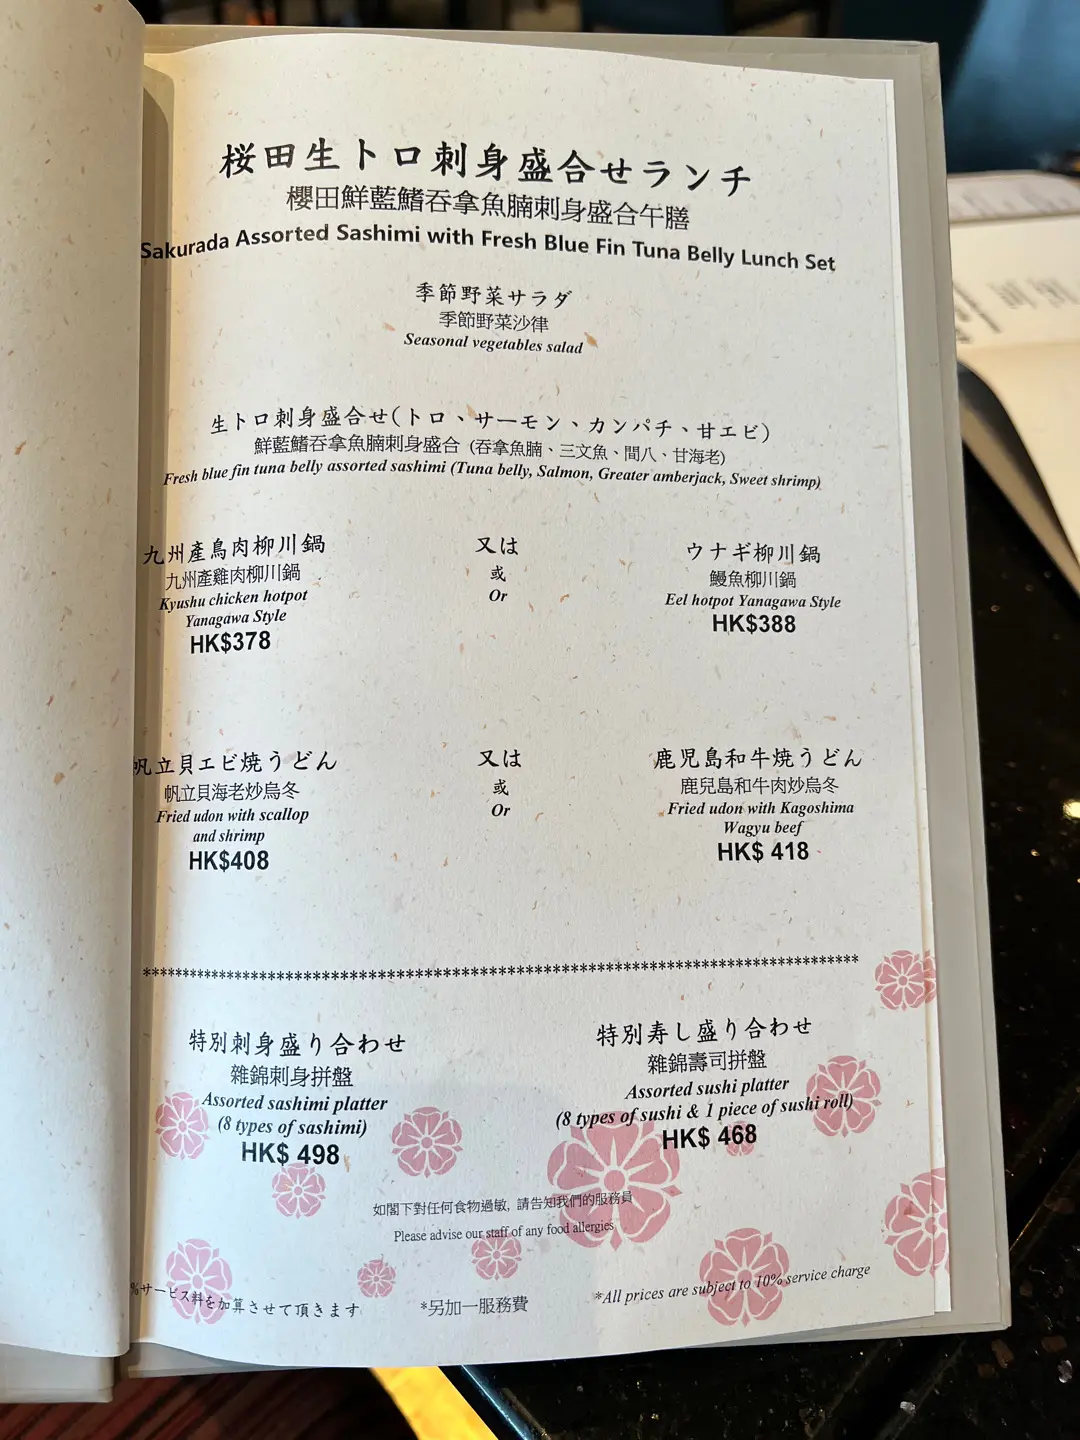 桜田生トロ刺身盛合せランチ
櫻田鮮藍鰭吞拿魚腩刺身盛合午膳
Sakurada Assorted Sashimi with Fresh Blue Fin Tuna Belly Lunch Set
季節野菜サラダ
季節野菜沙律
Seasonal vegetables salad
生トロ刺身盛合せ(トロ、サーモン、カンパチ、甘エビ)
鮮藍鰭吞拿魚腩刺身盛合 (吞拿魚腩、三文魚、間八、甘海老)
Fresh blue fin tuna belly assorted sashimi (Tuna belly, Salmon, Greater amberjack, Sweet shrimp)
九州產鳥肉柳川鍋
九州產雞肉柳川鍋
Kyushu chicken hotpot
Yanagawa Style
HK$378
又は
或
Or
ウナギ柳川鍋
鰻魚柳川鍋
Eel hotpot Yanagawa Style
HK$388
帆立貝エビ焼うどん
帆立貝海老炒烏冬
Fried udon with scallop
and shrimp
HK$408
又は
或
Or
鹿児島和牛焼うどん
鹿兒島和牛肉炒烏冬
Fried udon with Kagoshima
Wagyu beef
HK$ 418
特別刺身盛り合わせ
雜錦刺身拼盤
Assorted sashimi platter
(8 types of sashimi)
HK$ 498
特別寿し盛り合わせ
雜錦壽司拼盤
Assorted sushi platter
(8 types of sushi & 1 piece of sushi roll)
HK$ 468
如閣下對任何食物過敏, 請告知我們的服務員
Please advise our staff of any food allergies
%サービス料を加算させて頂きます
*另加一服務費
*All prices are subject to 10% service charge